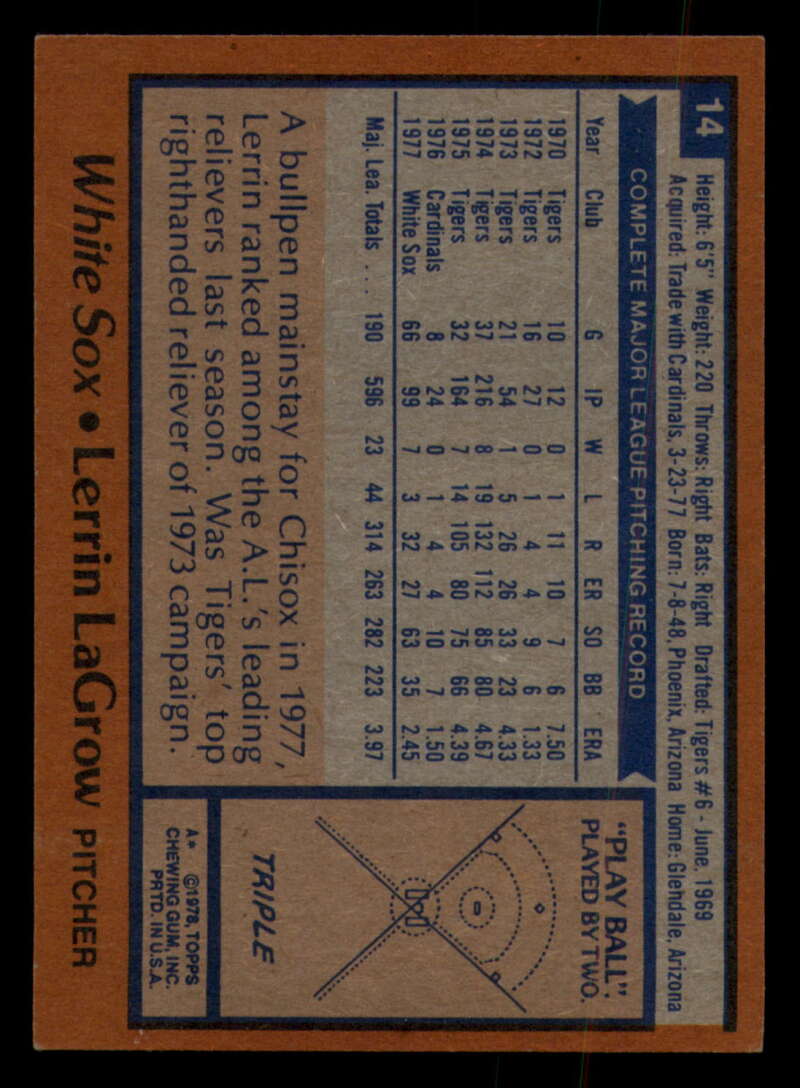 14
Height: 6'5" Weight: 220 Throws: Right Bats: Right Drafted: Tigers #6 - June, 1969
Acquired: Trade with Cardinals, 3-23-77 Born: 7-8-48, Phoenix, Arizona Home: Glendale, Arizona
COMPLETE MAJOR LEAGUE PITCHING RECORD
Year Club G IP W L R ER SO BB ERA
1970 Tigers 10 12 0 1 11 10 7 6 7.50
1972 Tigers 16 27 0 1 4 4 9 6 1.33
1973 Tigers 21 54 1 5 26 26 33 23 4.33
1974 Tigers 37 216 8 19 132 112 85 80 4.67
1975 Tigers 32 164 7 14 105 80 75 66 4.39
1976 Cardinals 8 24 0 1 4 4 10 7 1.50
1977 White Sox 66 99 7 3 32 27 63 35 2.45
Maj. Lea. Totals . . . 190 596 23 44 314 263 282 223 3.97
A bullpen mainstay for Chisox in 1977,
Lerrin ranked among the A.L.'s leading
relievers last season. Was Tigers' top
righthanded reliever of 1973 campaign.
"PLAY BALL".
PLAYED BY TWO.
TRIPLE
A* ©1978, TOPPS
CHEWING GUM, INC.
PRTD. IN U.S.A.
White Sox • Lerrin LaGrow PITCHER